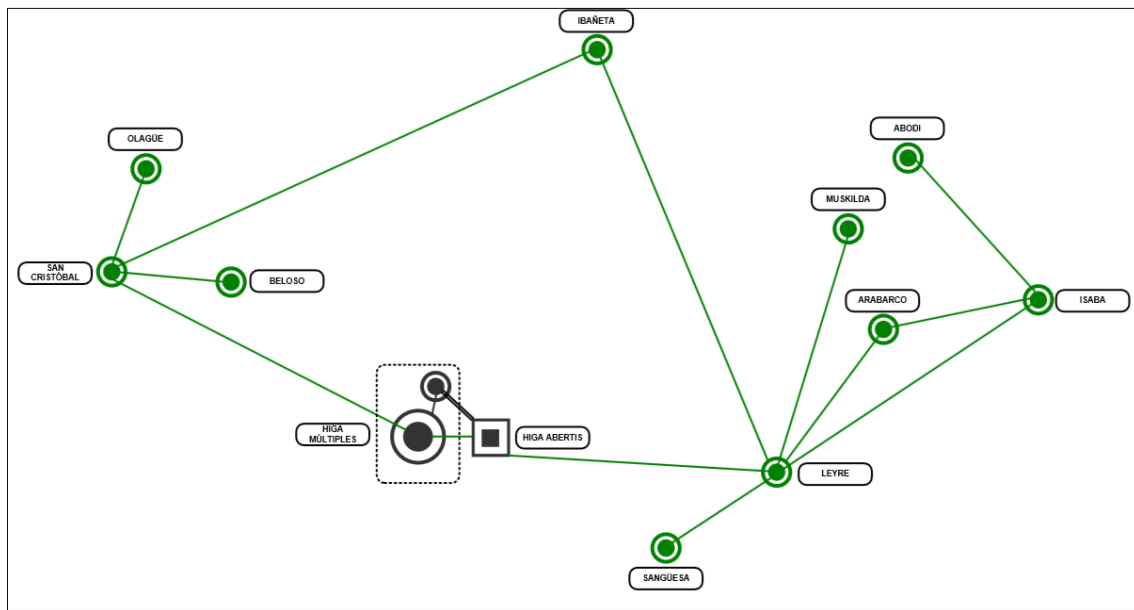 IBAÑETA
OLAGÜE
ABODI
MUSKILDA
SAN
CRISTÓBAL
BELOSO
ARABARCO
ISABA
HIGA
MÚLTIPLES
HIGA ABERTIS
LEYRE
SANGÜESA